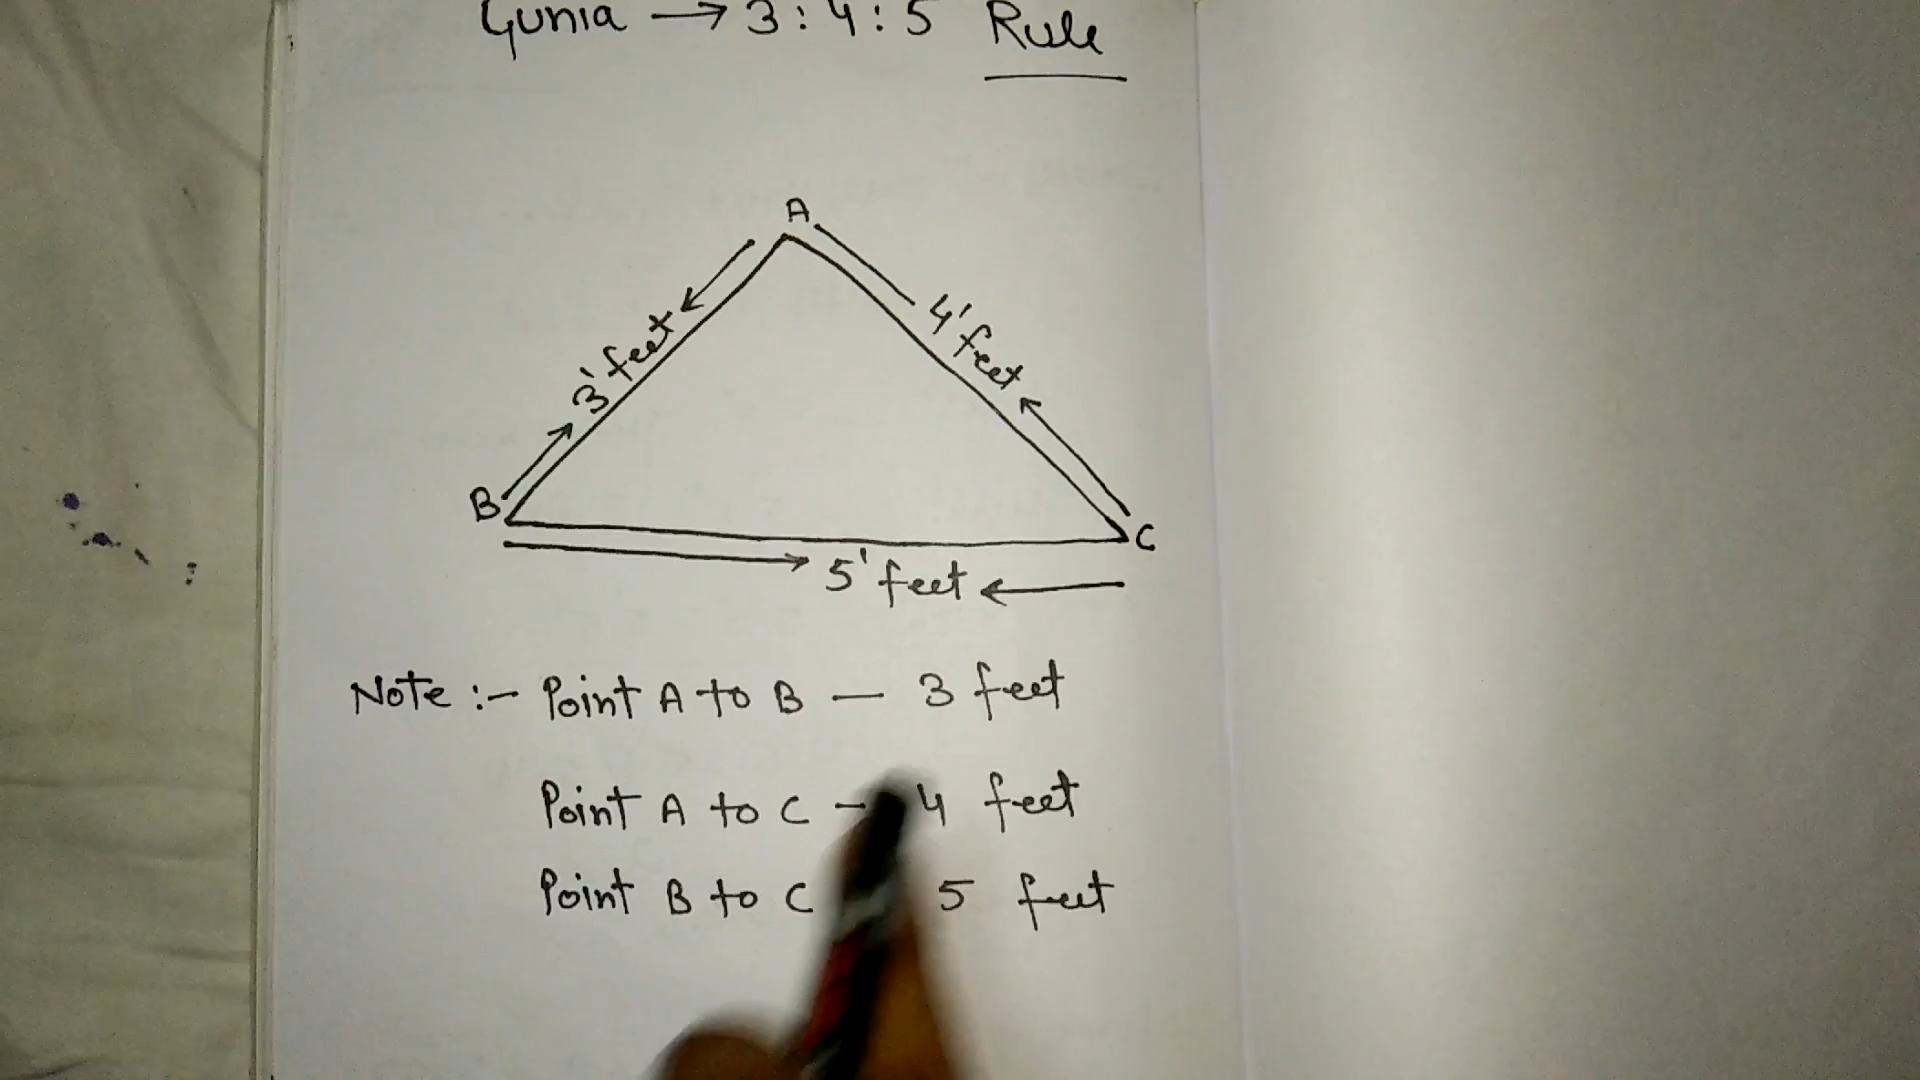 Gunia → 3 : 4 : 5 Rule
A
3' feet
4' feet
B
C
5' feet
Note :- Point A to B — 3 feet
Point A to C - 4 feet
Point B to C 5 feet